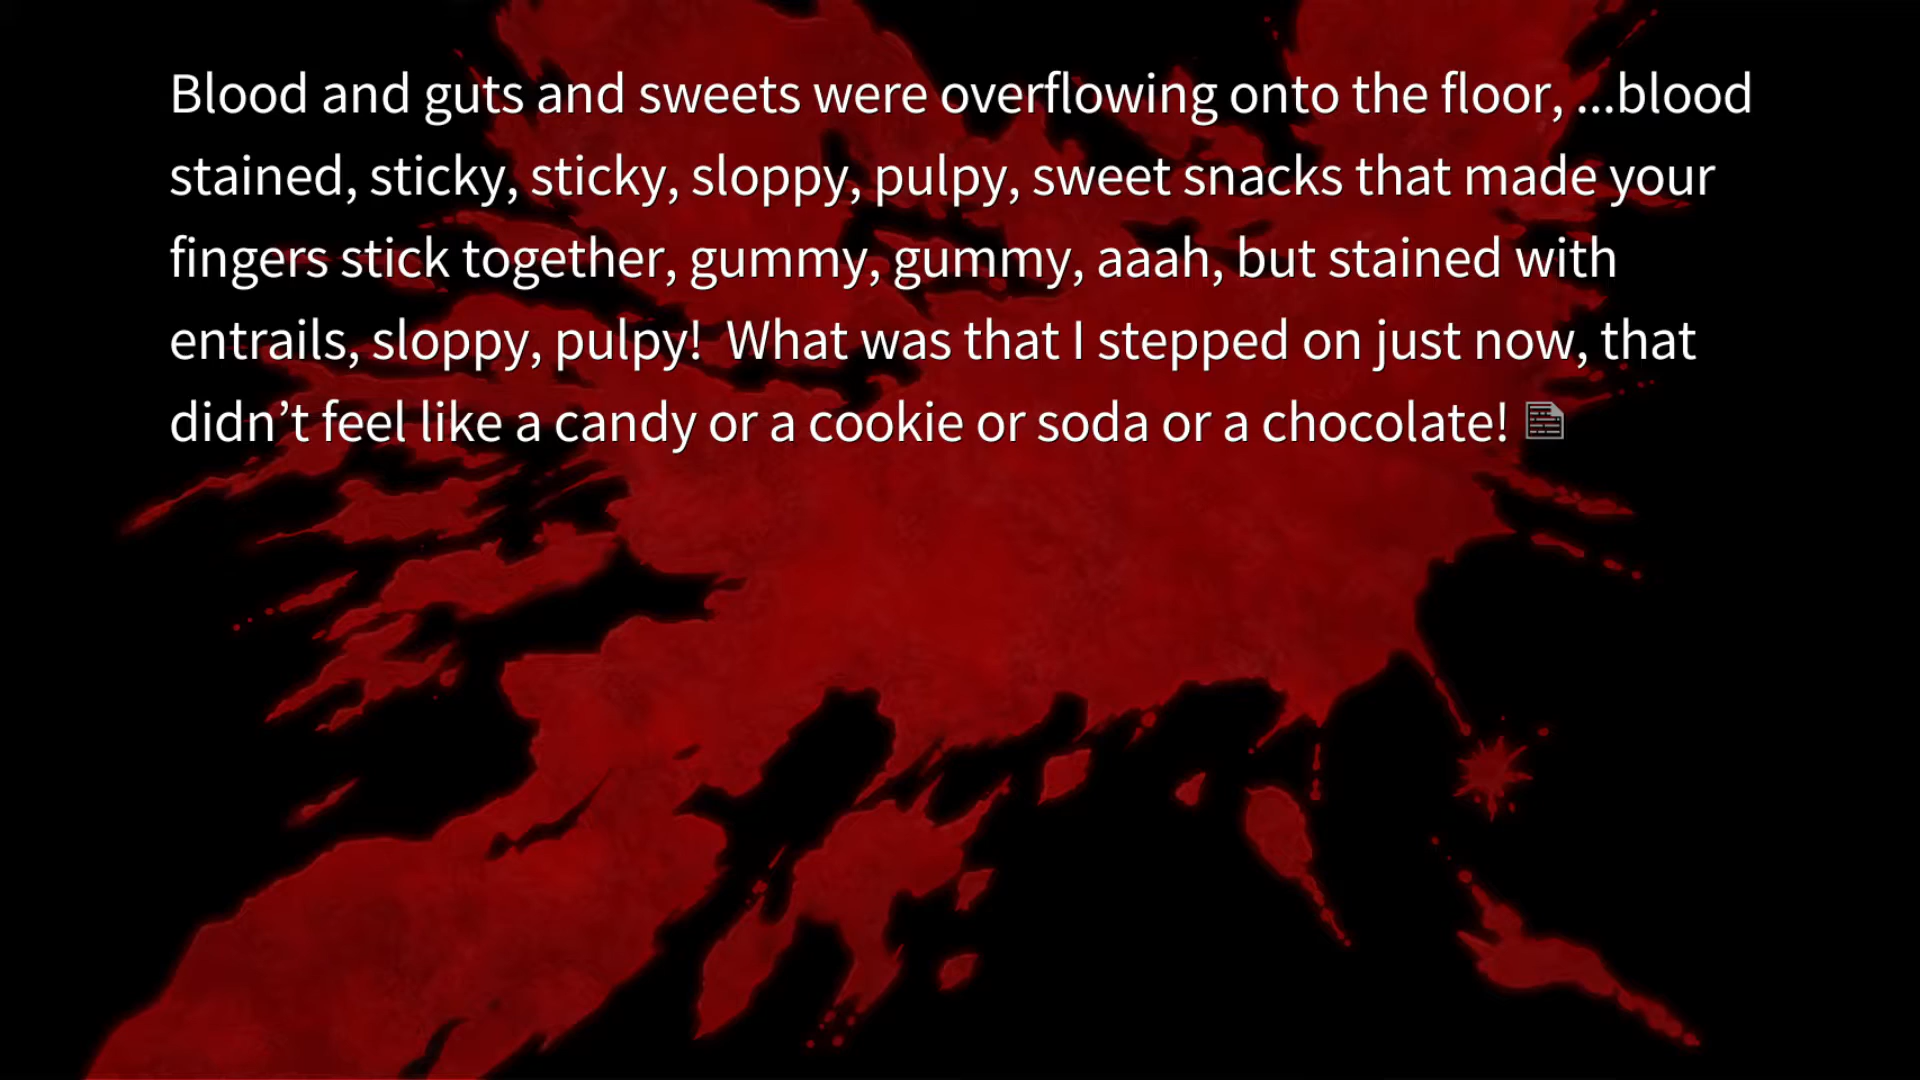 Blood and guts and sweets were overflowing onto the floor, ...blood
stained, sticky, sticky, sloppy, pulpy, sweet snacks that made your
fingers stick together, gummy, gummy, aaah, but stained with
entrails, sloppy, pulpy!  What was that I stepped on just now, that
didn’t feel like a candy or a cookie or soda or a chocolate!